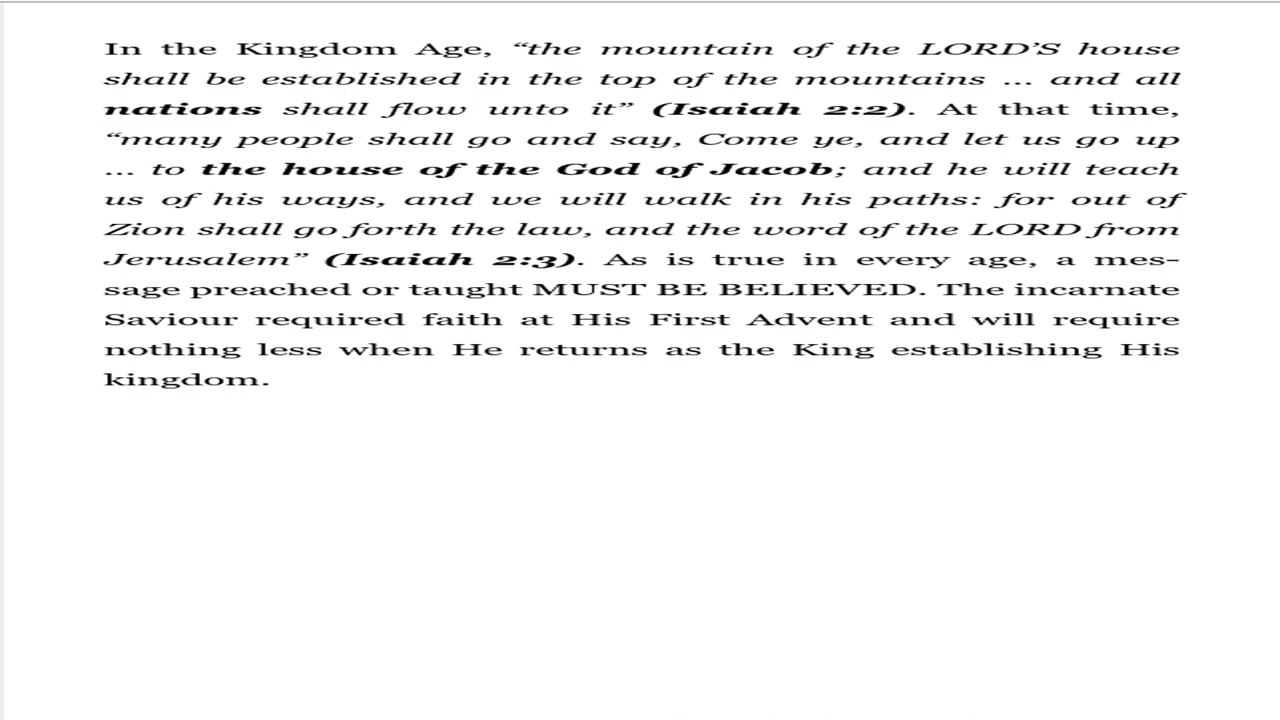 In the Kingdom Age, “the mountain of the LORD’S house
shall be established in the top of the mountains ... and all
nations shall flow unto it” (Isaiah 2:2). At that time,
“many people shall go and say, Come ye, and let us go up
... to the house of the God of Jacob; and he will teach
us of his ways, and we will walk in his paths: for out of
Zion shall go forth the law, and the word of the LORD from
Jerusalem” (Isaiah 2:3). As is true in every age, a mes-
sage preached or taught MUST BE BELIEVED. The incarnate
Saviour required faith at His First Advent and will require
nothing less when He returns as the King establishing His
kingdom.